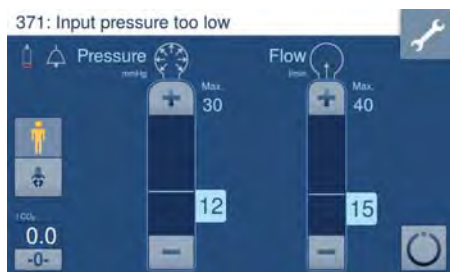 371: Input pressure too low
Pressure
mmHg
Flow
l/min
Max.
30
Max.
40
12
15
l CO₂
0.0
-0-